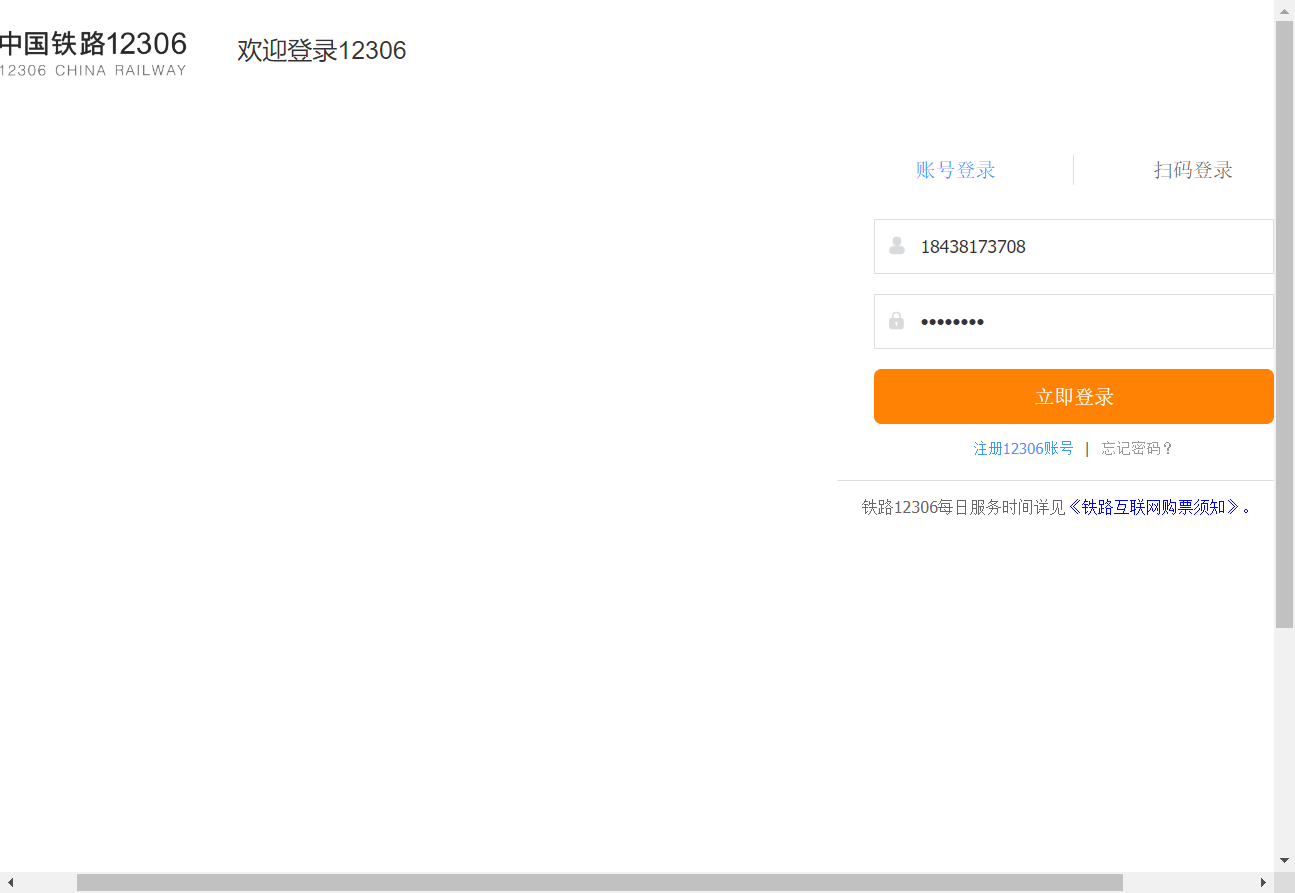 中国铁路12306
12306 CHINA RAILWAY
欢迎登录12306
账号登录
扫码登录
18438173708
••••••••
立即登录
注册12306账号 | 忘记密码？
铁路12306每日服务时间详见《铁路互联网购票须知》。